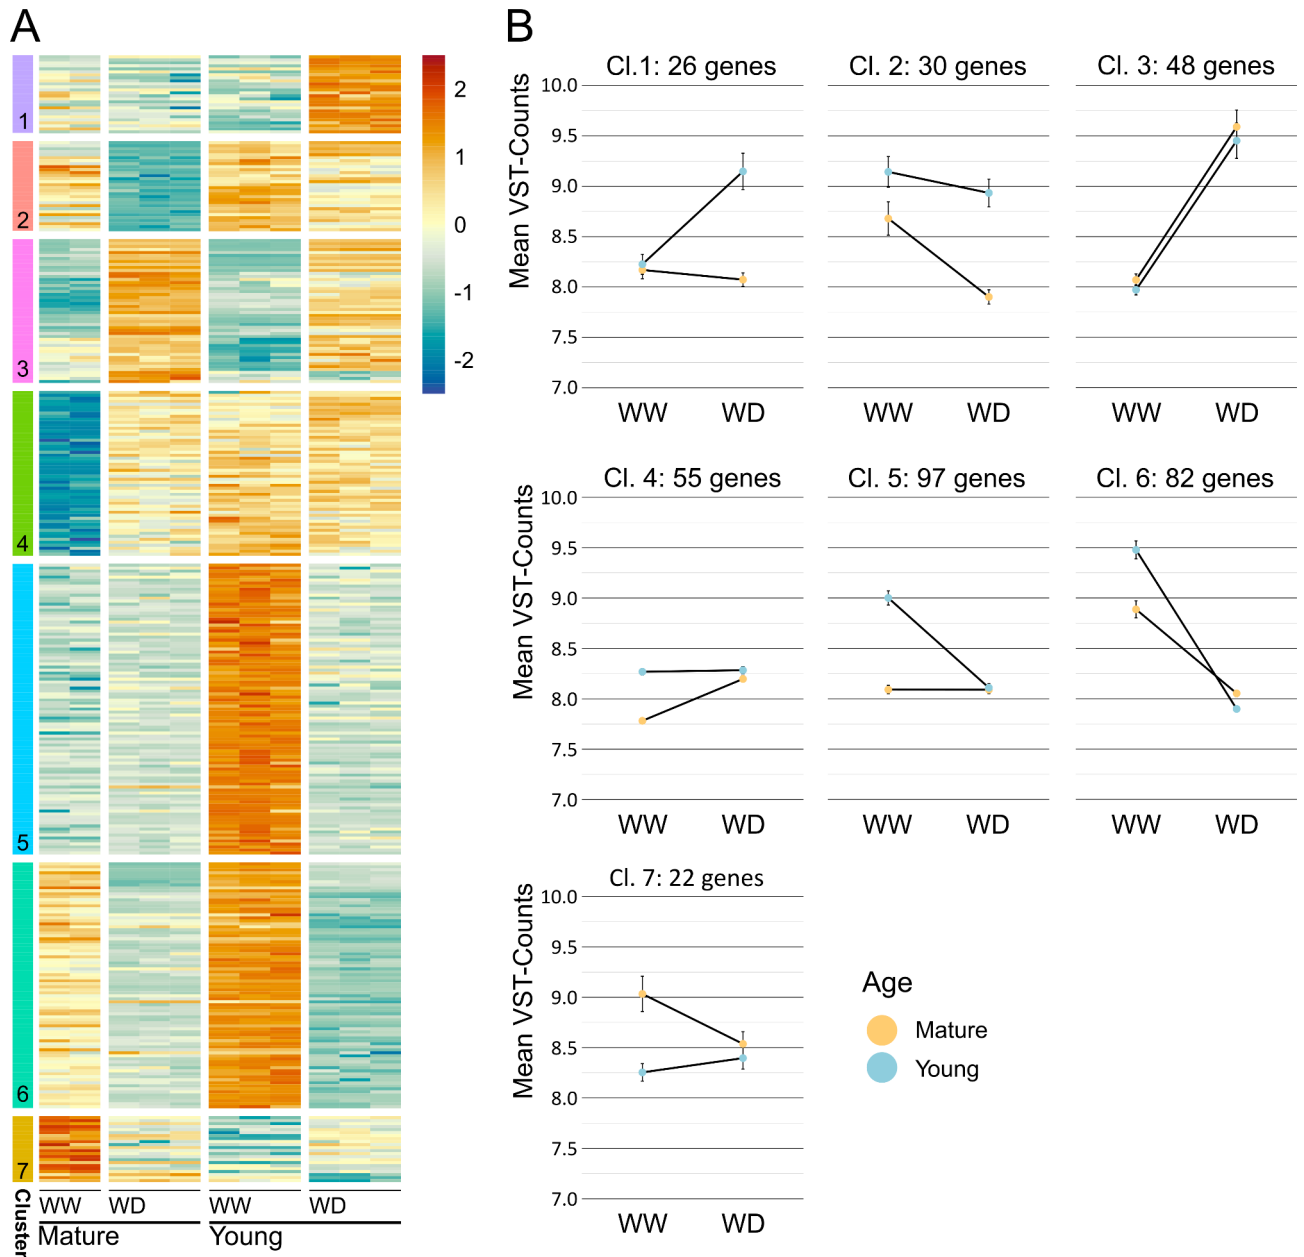 A
1
2
3
4
5
6
7
Cluster
WW
WD
WW
WD
Mature
Young
2
1
0
-1
-2
B
Cl.1: 26 genes
Cl. 2: 30 genes
Cl. 3: 48 genes
Mean VST-Counts
10.0
9.5
9.0
8.5
8.0
7.5
7.0
WW
WD
WW
WD
WW
WD
Cl. 4: 55 genes
Cl. 5: 97 genes
Cl. 6: 82 genes
Mean VST-Counts
10.0
9.5
9.0
8.5
8.0
7.5
7.0
WW
WD
WW
WD
WW
WD
Cl. 7: 22 genes
Mean VST-Counts
10.0
9.5
9.0
8.5
8.0
7.5
7.0
WW
WD
Age
Mature
Young